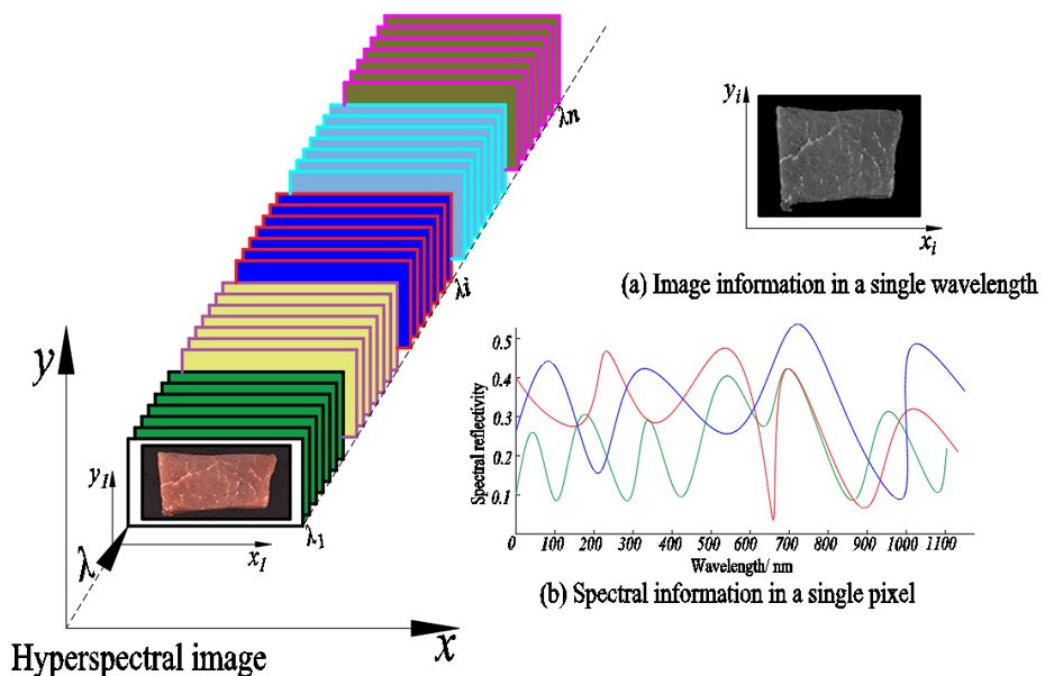 λn
λi
y
y1
x1
λ1
λ
x
Hyperspectral image
yi
xi
(a) Image information in a single wavelength
0.5
0.4
0.3
0.2
0.1
Spectral reflectivity
0 100 200 300 400 500 600 700 800 900 1000 1100
Wavelength/ nm
(b) Spectral information in a single pixel